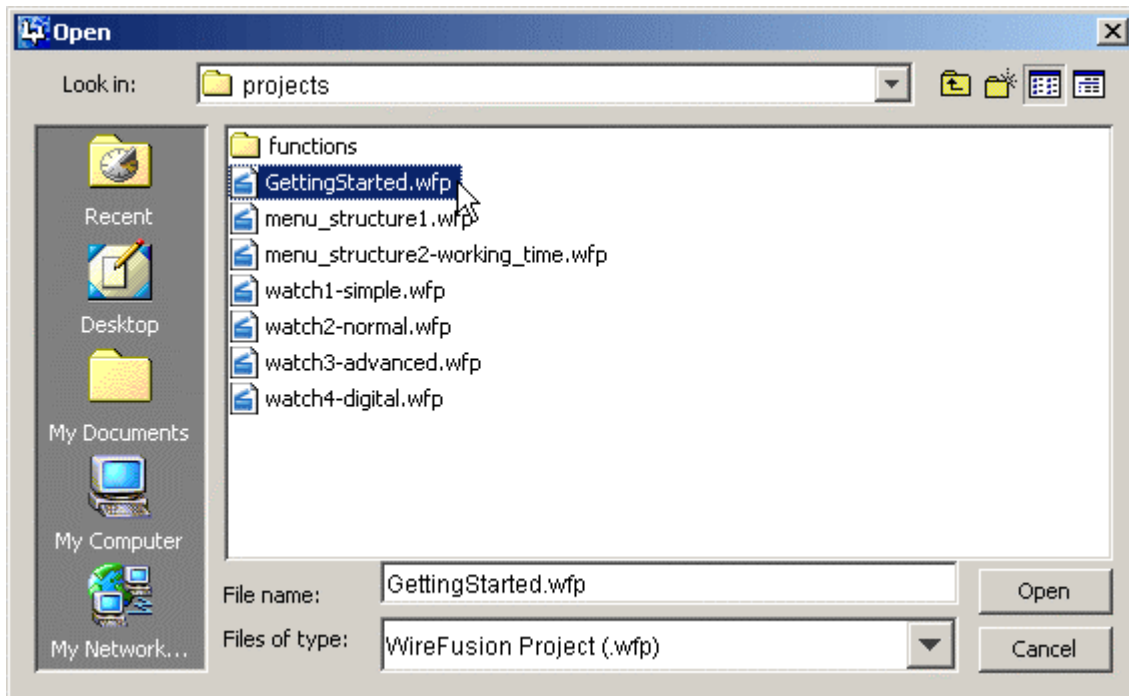 Open
Look in:
projects
functions
GettingStarted.wfp
menu_structure1.wfp
menu_structure2-working_time.wfp
watch1-simple.wfp
watch2-normal.wfp
watch3-advanced.wfp
watch4-digital.wfp
Recent
Desktop
My Documents
My Computer
My Network...
File name:
GettingStarted.wfp
Open
Files of type:
WireFusion Project (.wfp)
Cancel